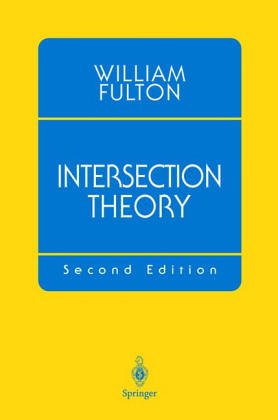 WILLIAM
FULTON
INTERSECTION
THEORY
Second Edition
Springer